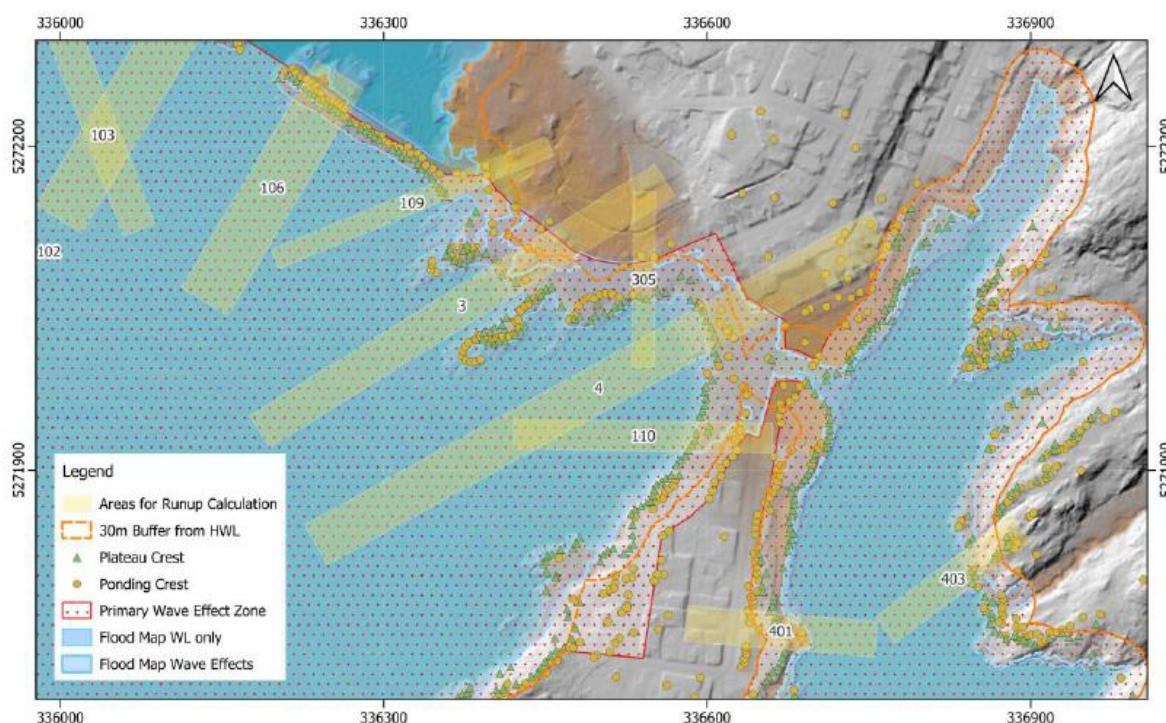 336000 336300 336600 336900
5272200 5272200
103
106
109
102
305
3
4
110
5271900 5271900
Legend
Areas for Runup Calculation
30m Buffer from HWL
Plateau Crest
Ponding Crest
Primary Wave Effect Zone
Flood Map WL only
Flood Map Wave Effects
403
401
336000 336300 336600 336900